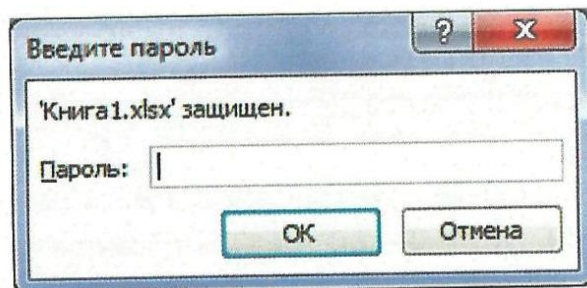 Введите пароль
'Книга1.xlsx' защищен.
Пароль:
ОК
Отмена